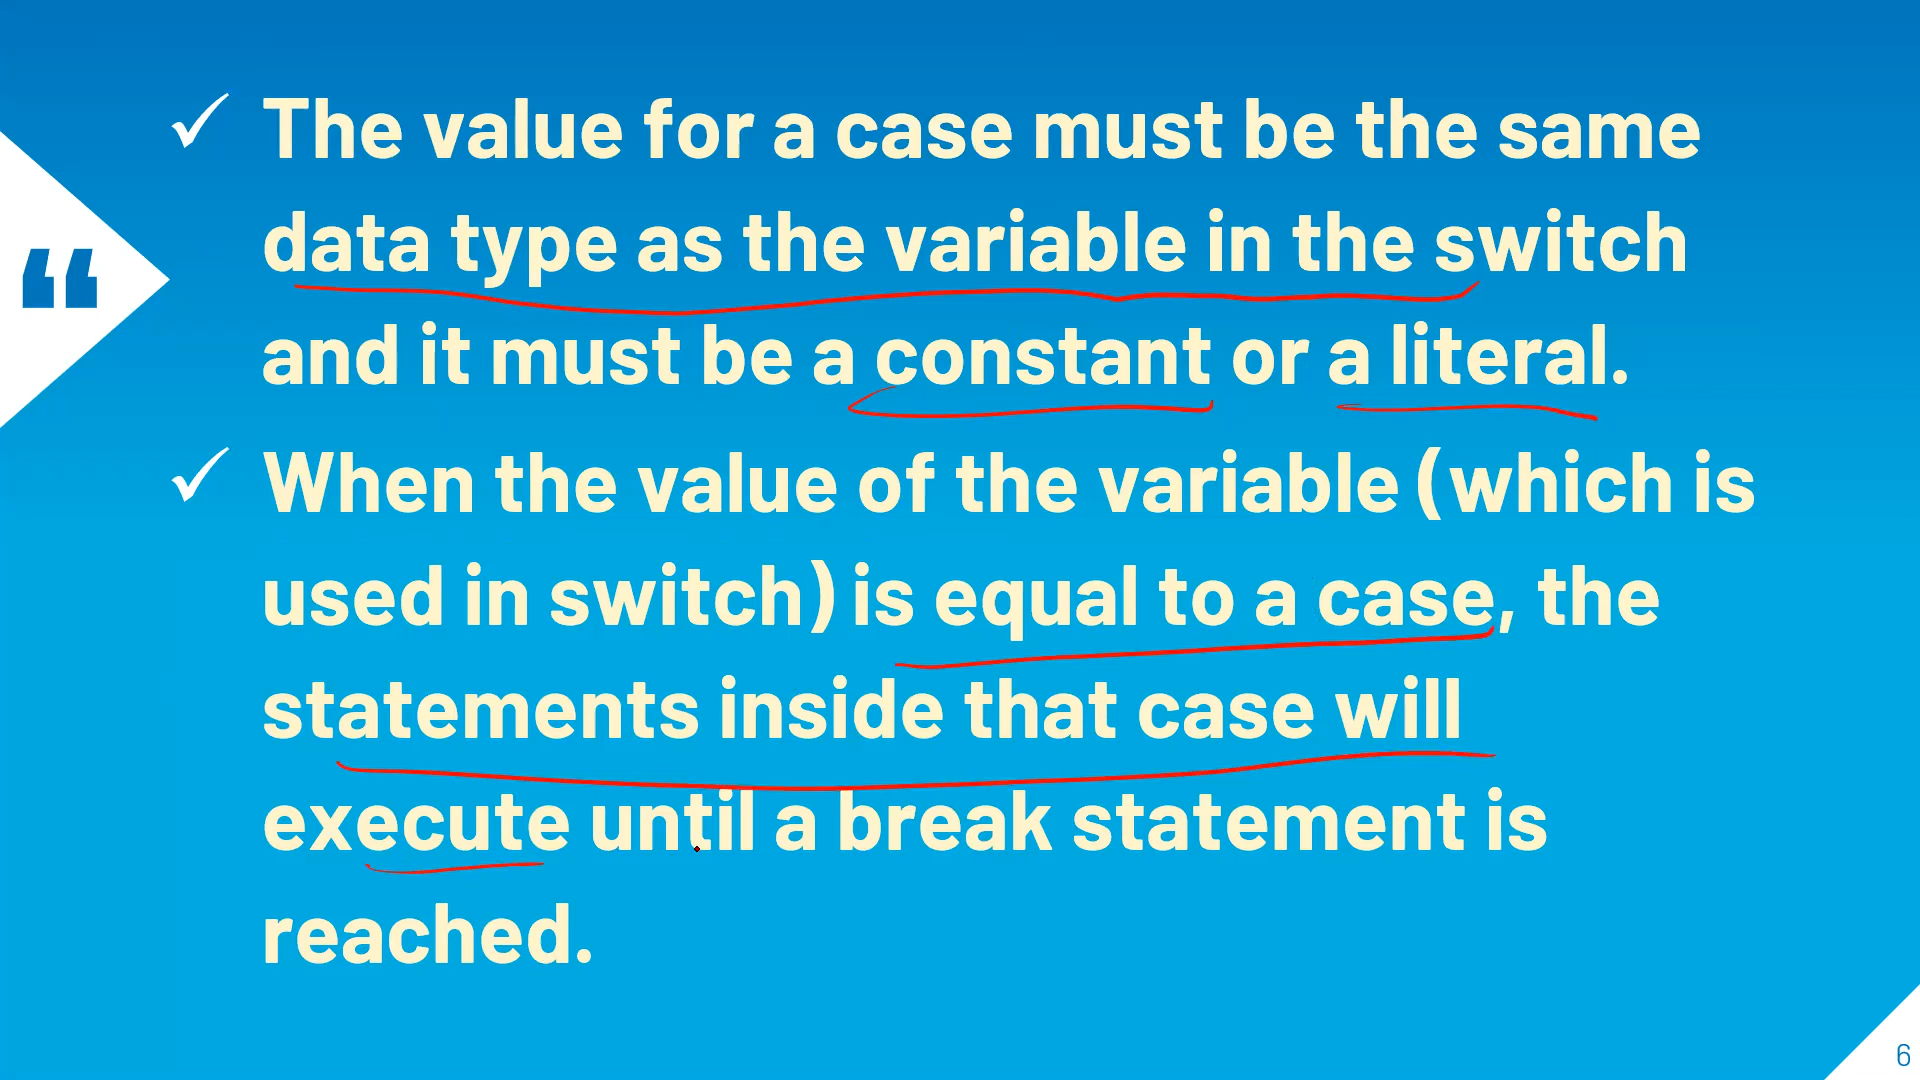 “
✓ The value for a case must be the same
data type as the variable in the switch
and it must be a constant or a literal.
✓ When the value of the variable (which is
used in switch) is equal to a case, the
statements inside that case will
execute until a break statement is
reached.
6